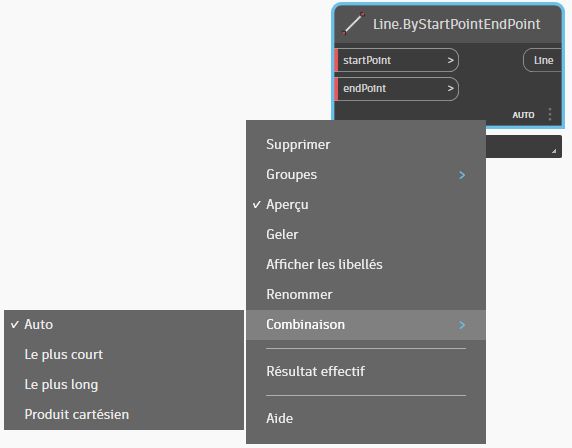 Line.ByStartPointEndPoint
startPoint >
Line
endPoint >
AUTO
Supprimer
Groupes >
✓ Aperçu
Geler
Afficher les libellés
Renommer
Combinaison >
✓ Auto
Le plus court
Le plus long
Produit cartésien
Résultat effectif
Aide